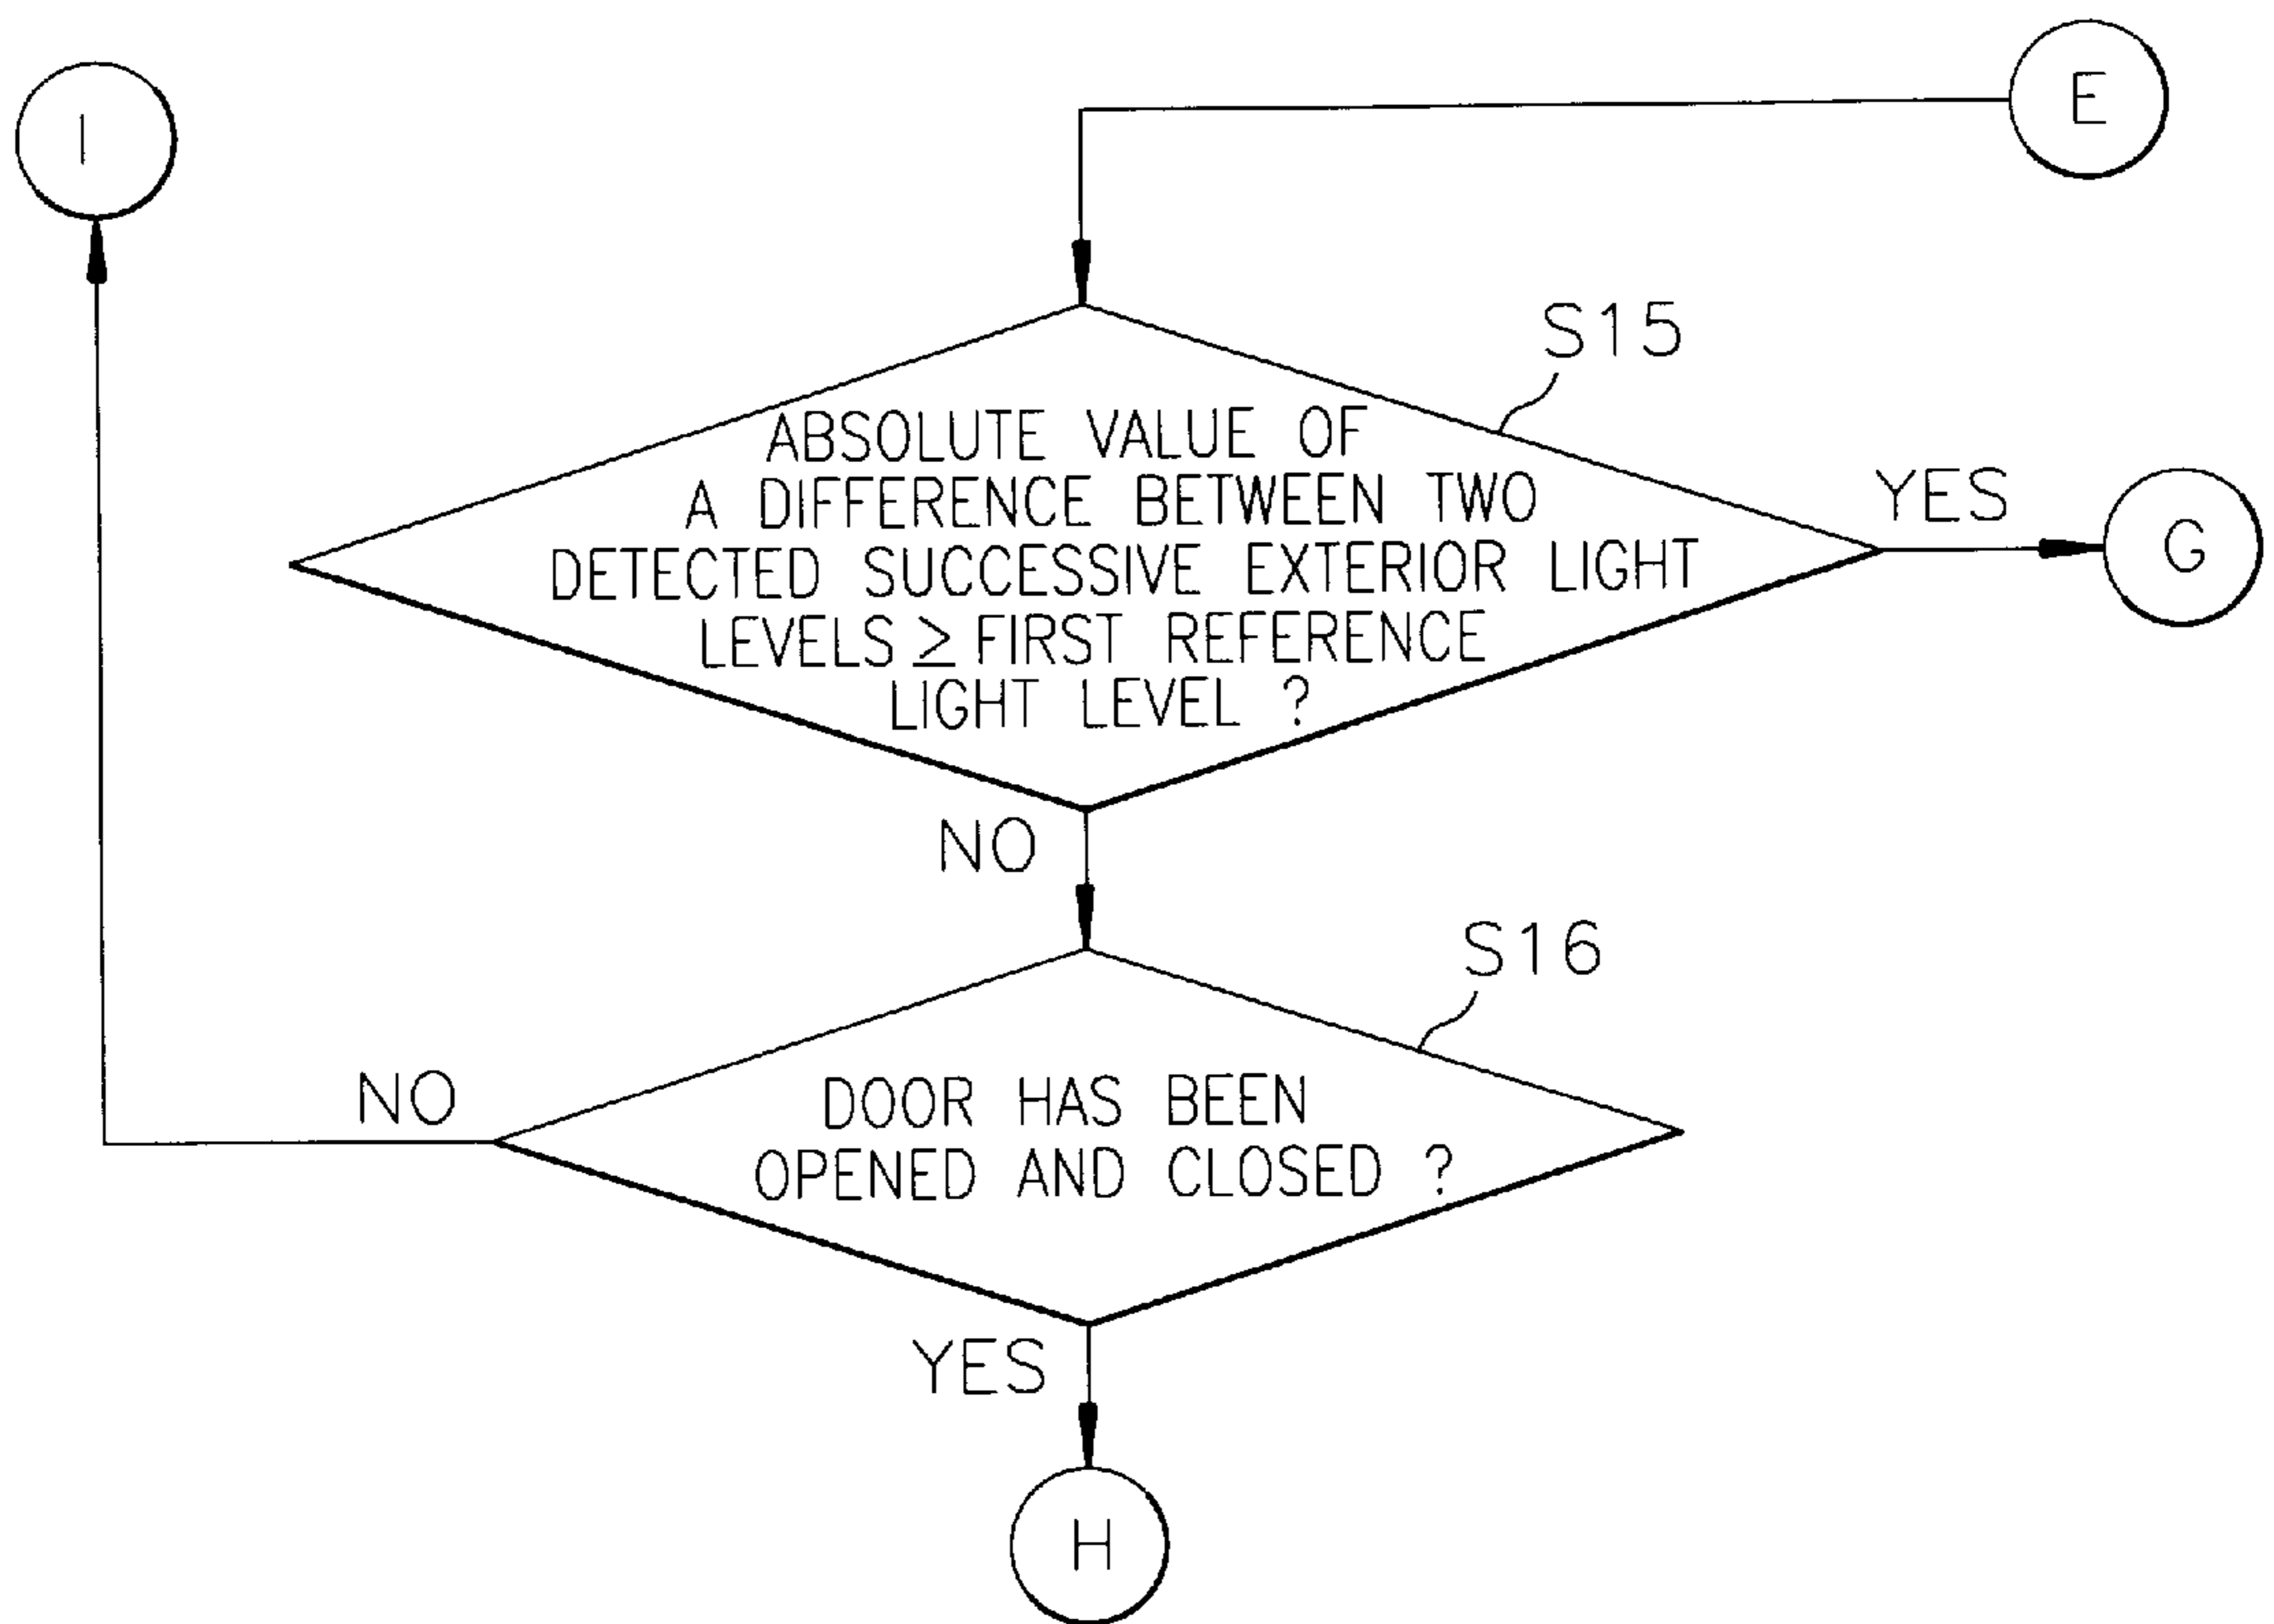 I
E
S15
ABSOLUTE VALUE OF
A DIFFERENCE BETWEEN TWO
DETECTED SUCCESSIVE EXTERIOR LIGHT
LEVELS ≥ FIRST REFERENCE
LIGHT LEVEL ?
YES
G
NO
S16
DOOR HAS BEEN
OPENED AND CLOSED ?
NO
YES
H